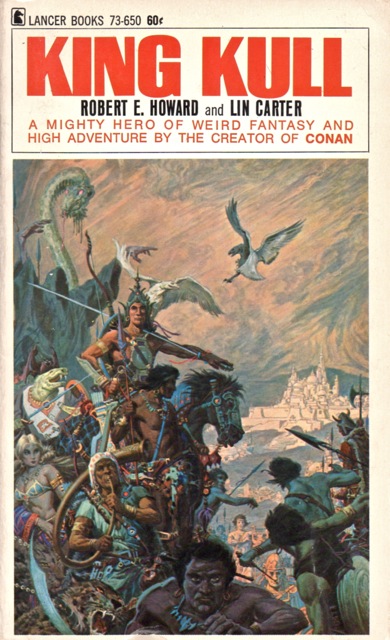 LANCER BOOKS 73-650 60¢
KING KULL
ROBERT E. HOWARD and LIN CARTER
A MIGHTY HERO OF WEIRD FANTASY AND
HIGH ADVENTURE BY THE CREATOR OF CONAN